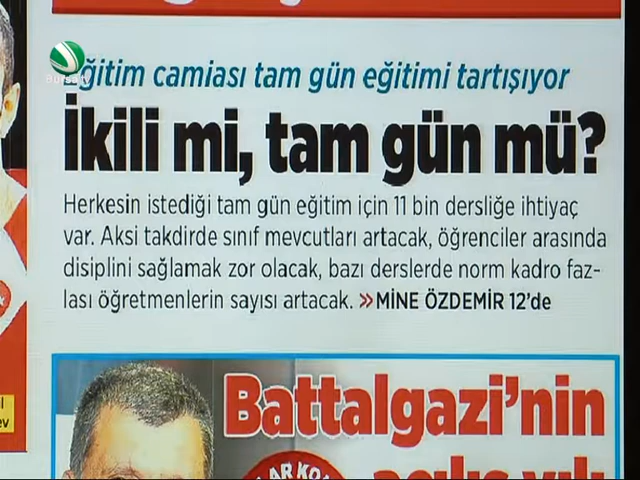 Bursa tv
eğitim camiası tam gün eğitimi tartışıyor
İkili mi, tam gün mü?
Herkesin istediği tam gün eğitim için 11 bin dersliğe ihtiyaç
var. Aksi takdirde sınıf mevcutları artacak, öğrenciler arasında
disiplini sağlamak zor olacak, bazı derslerde norm kadro faz-
lası öğretmenlerin sayısı artacak. »MİNE ÖZDEMİR 12'de
Battalgazi'nin